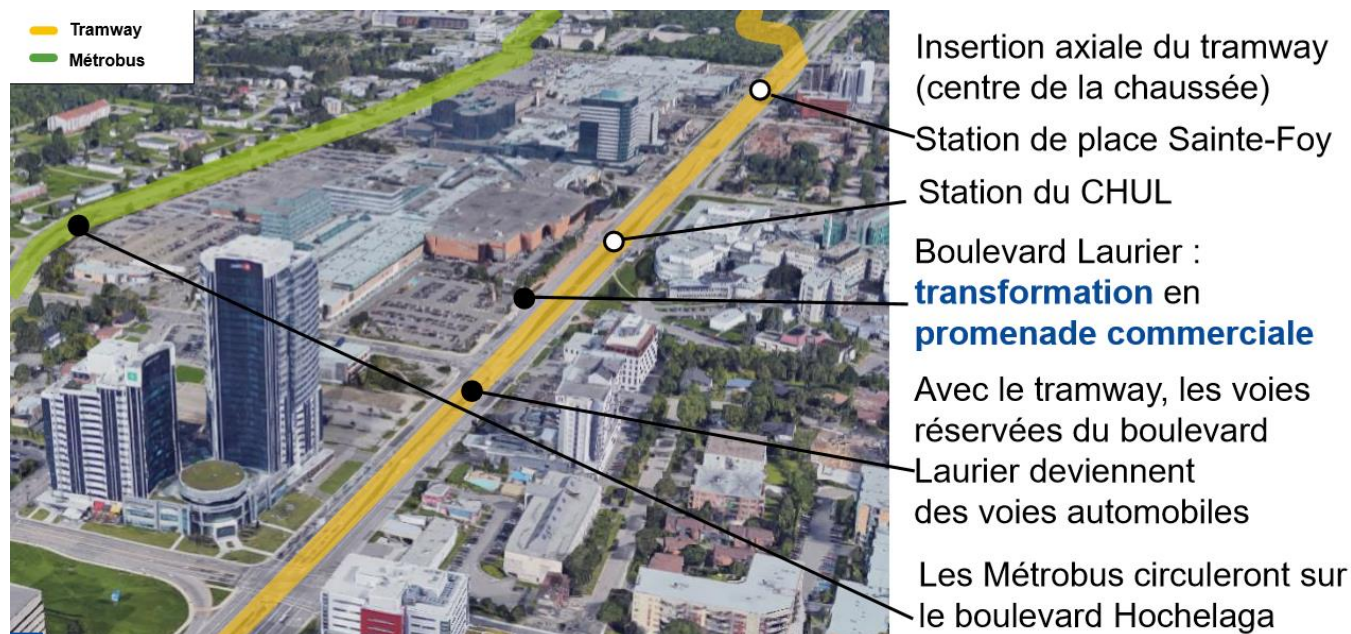 Tramway
Métrobus
Insertion axiale du tramway
(centre de la chaussée)
Station de place Sainte-Foy
Station du CHUL
Boulevard Laurier :
transformation en
promenade commerciale
Avec le tramway, les voies
réservées du boulevard
Laurier deviennent
des voies automobiles
Les Métrobus circuleront sur
le boulevard Hochelaga